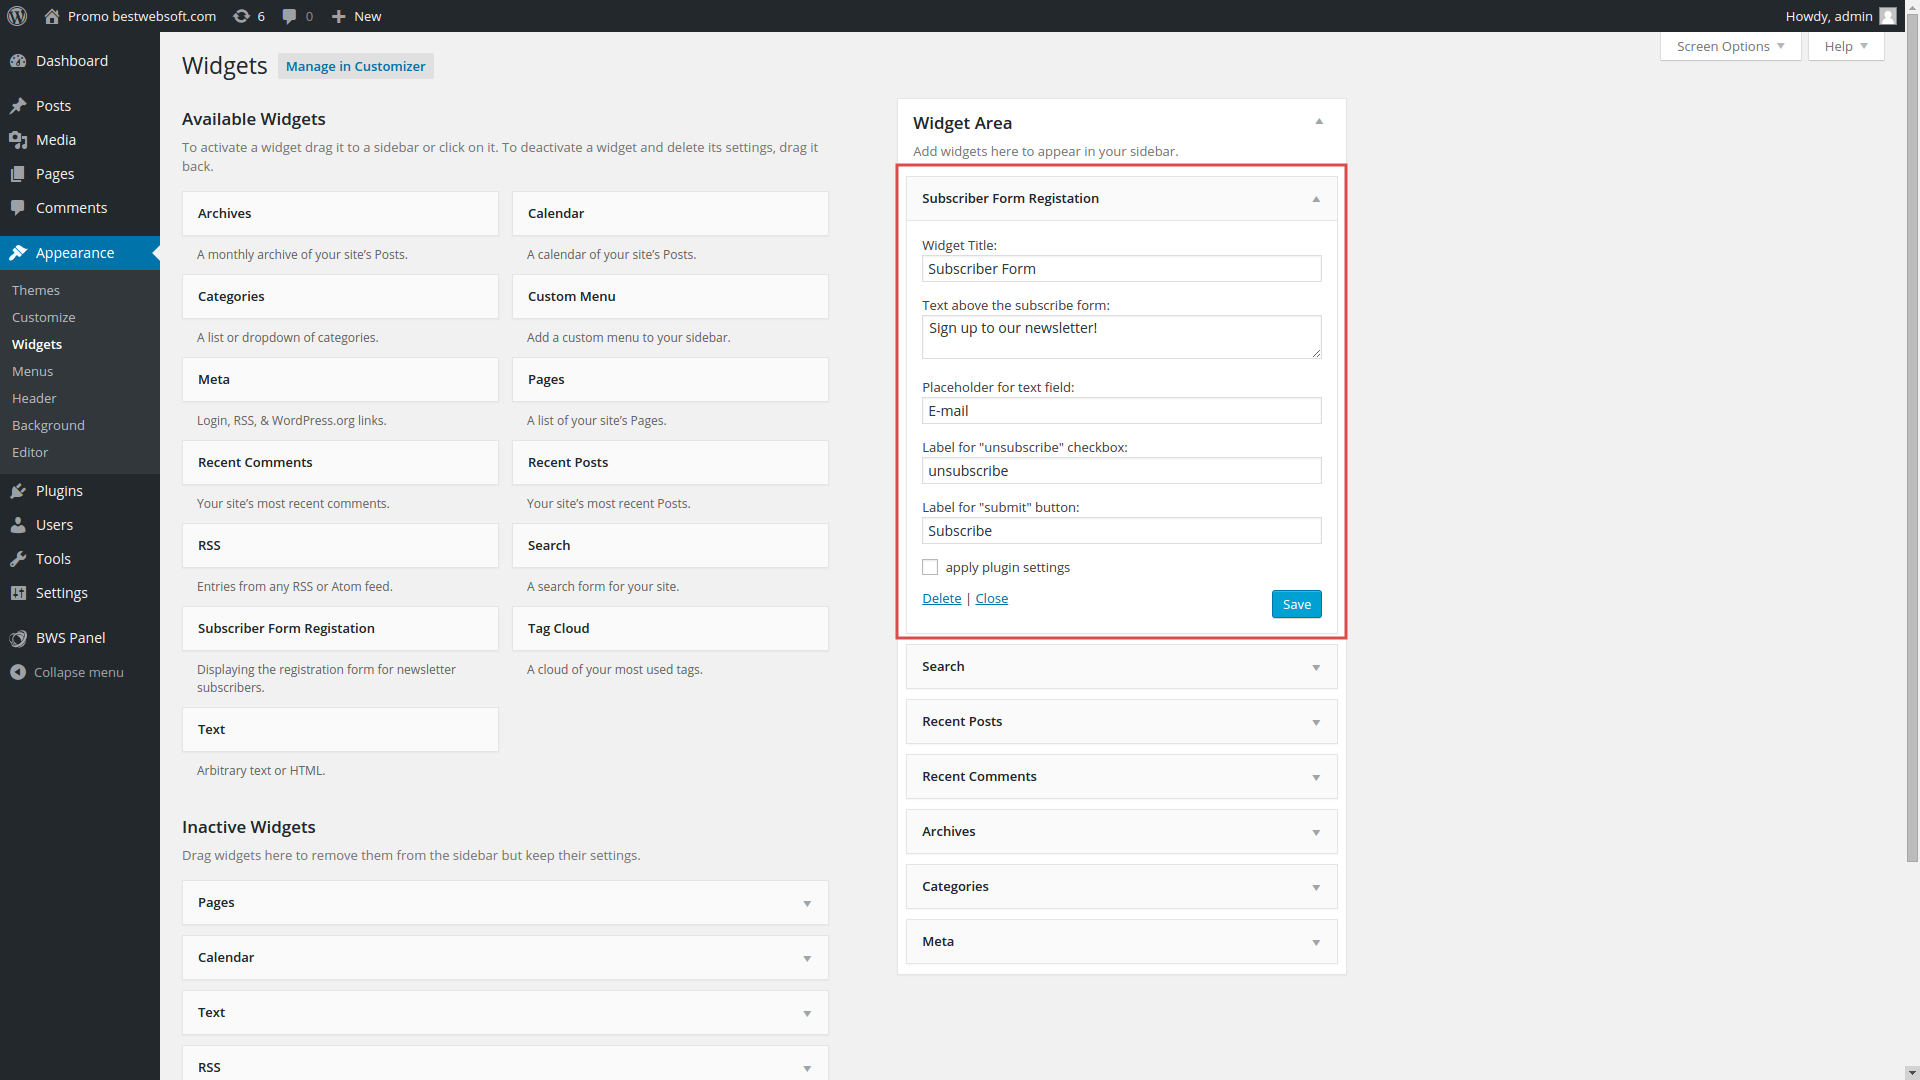 Promo bestwebsoft.com 6 0 New Howdy, admin
Dashboard
Posts
Media
Pages
Comments
Appearance
Themes
Customize
Widgets
Menus
Header
Background
Editor
Plugins
Users
Tools
Settings
BWS Panel
Collapse menu
Screen Options Help
Widgets Manage in Customizer
Available Widgets
To activate a widget drag it to a sidebar or click on it. To deactivate a widget and delete its settings, drag it
back.
Archives Calendar
A monthly archive of your site’s Posts. A calendar of your site’s Posts.
Categories Custom Menu
A list or dropdown of categories. Add a custom menu to your sidebar.
Meta Pages
Login, RSS, & WordPress.org links. A list of your site’s Pages.
Recent Comments Recent Posts
Your site’s most recent comments. Your site’s most recent Posts.
RSS Search
Entries from any RSS or Atom feed. A search form for your site.
Subscriber Form Registation Tag Cloud
Displaying the registration form for newsletter A cloud of your most used tags.
subscribers.
Text
Arbitrary text or HTML.
Inactive Widgets
Drag widgets here to remove them from the sidebar but keep their settings.
Pages
Calendar
Text
RSS
Widget Area
Add widgets here to appear in your sidebar.
Subscriber Form Registation
Widget Title:
Subscriber Form
Text above the subscribe form:
Sign up to our newsletter!
Placeholder for text field:
E-mail
Label for "unsubscribe" checkbox:
unsubscribe
Label for "submit" button:
Subscribe
apply plugin settings
Delete | Close Save
Search
Recent Posts
Recent Comments
Archives
Categories
Meta